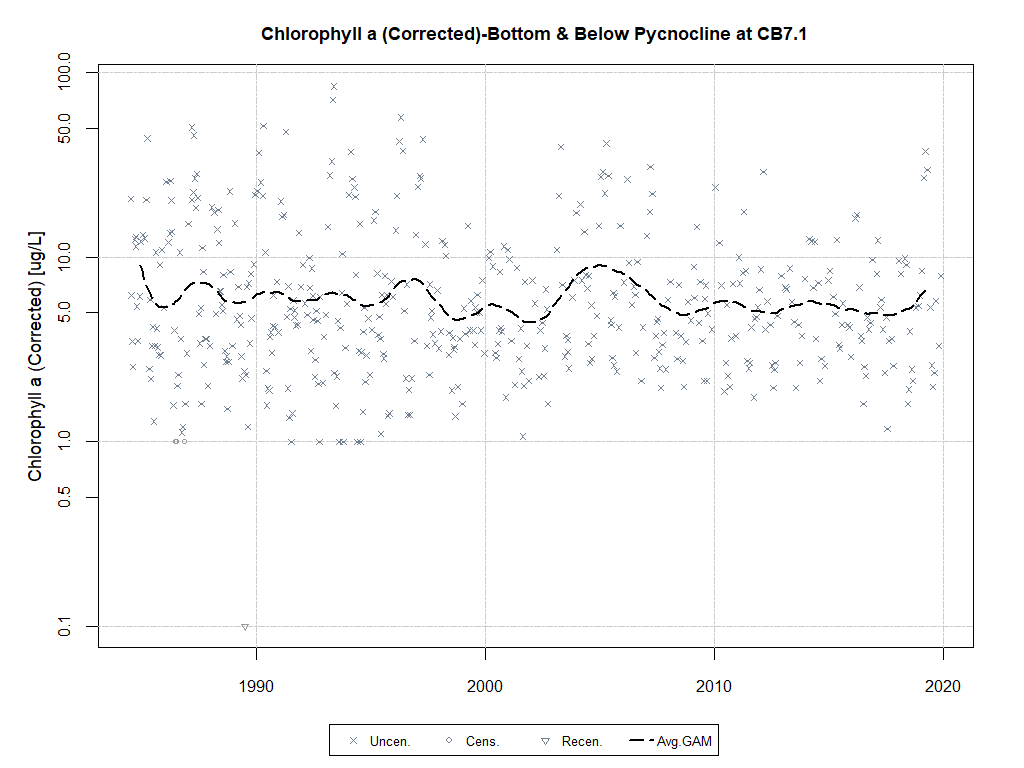 Chlorophyll a (Corrected)-Bottom & Below Pycnocline at CB7.1
Chlorophyll a (Corrected) [ug/L]
100.0
50.0
10.0
5.0
1.0
0.5
0.1
1990 2000 2010 2020
Uncen. Cens. Recen. Avg.GAM